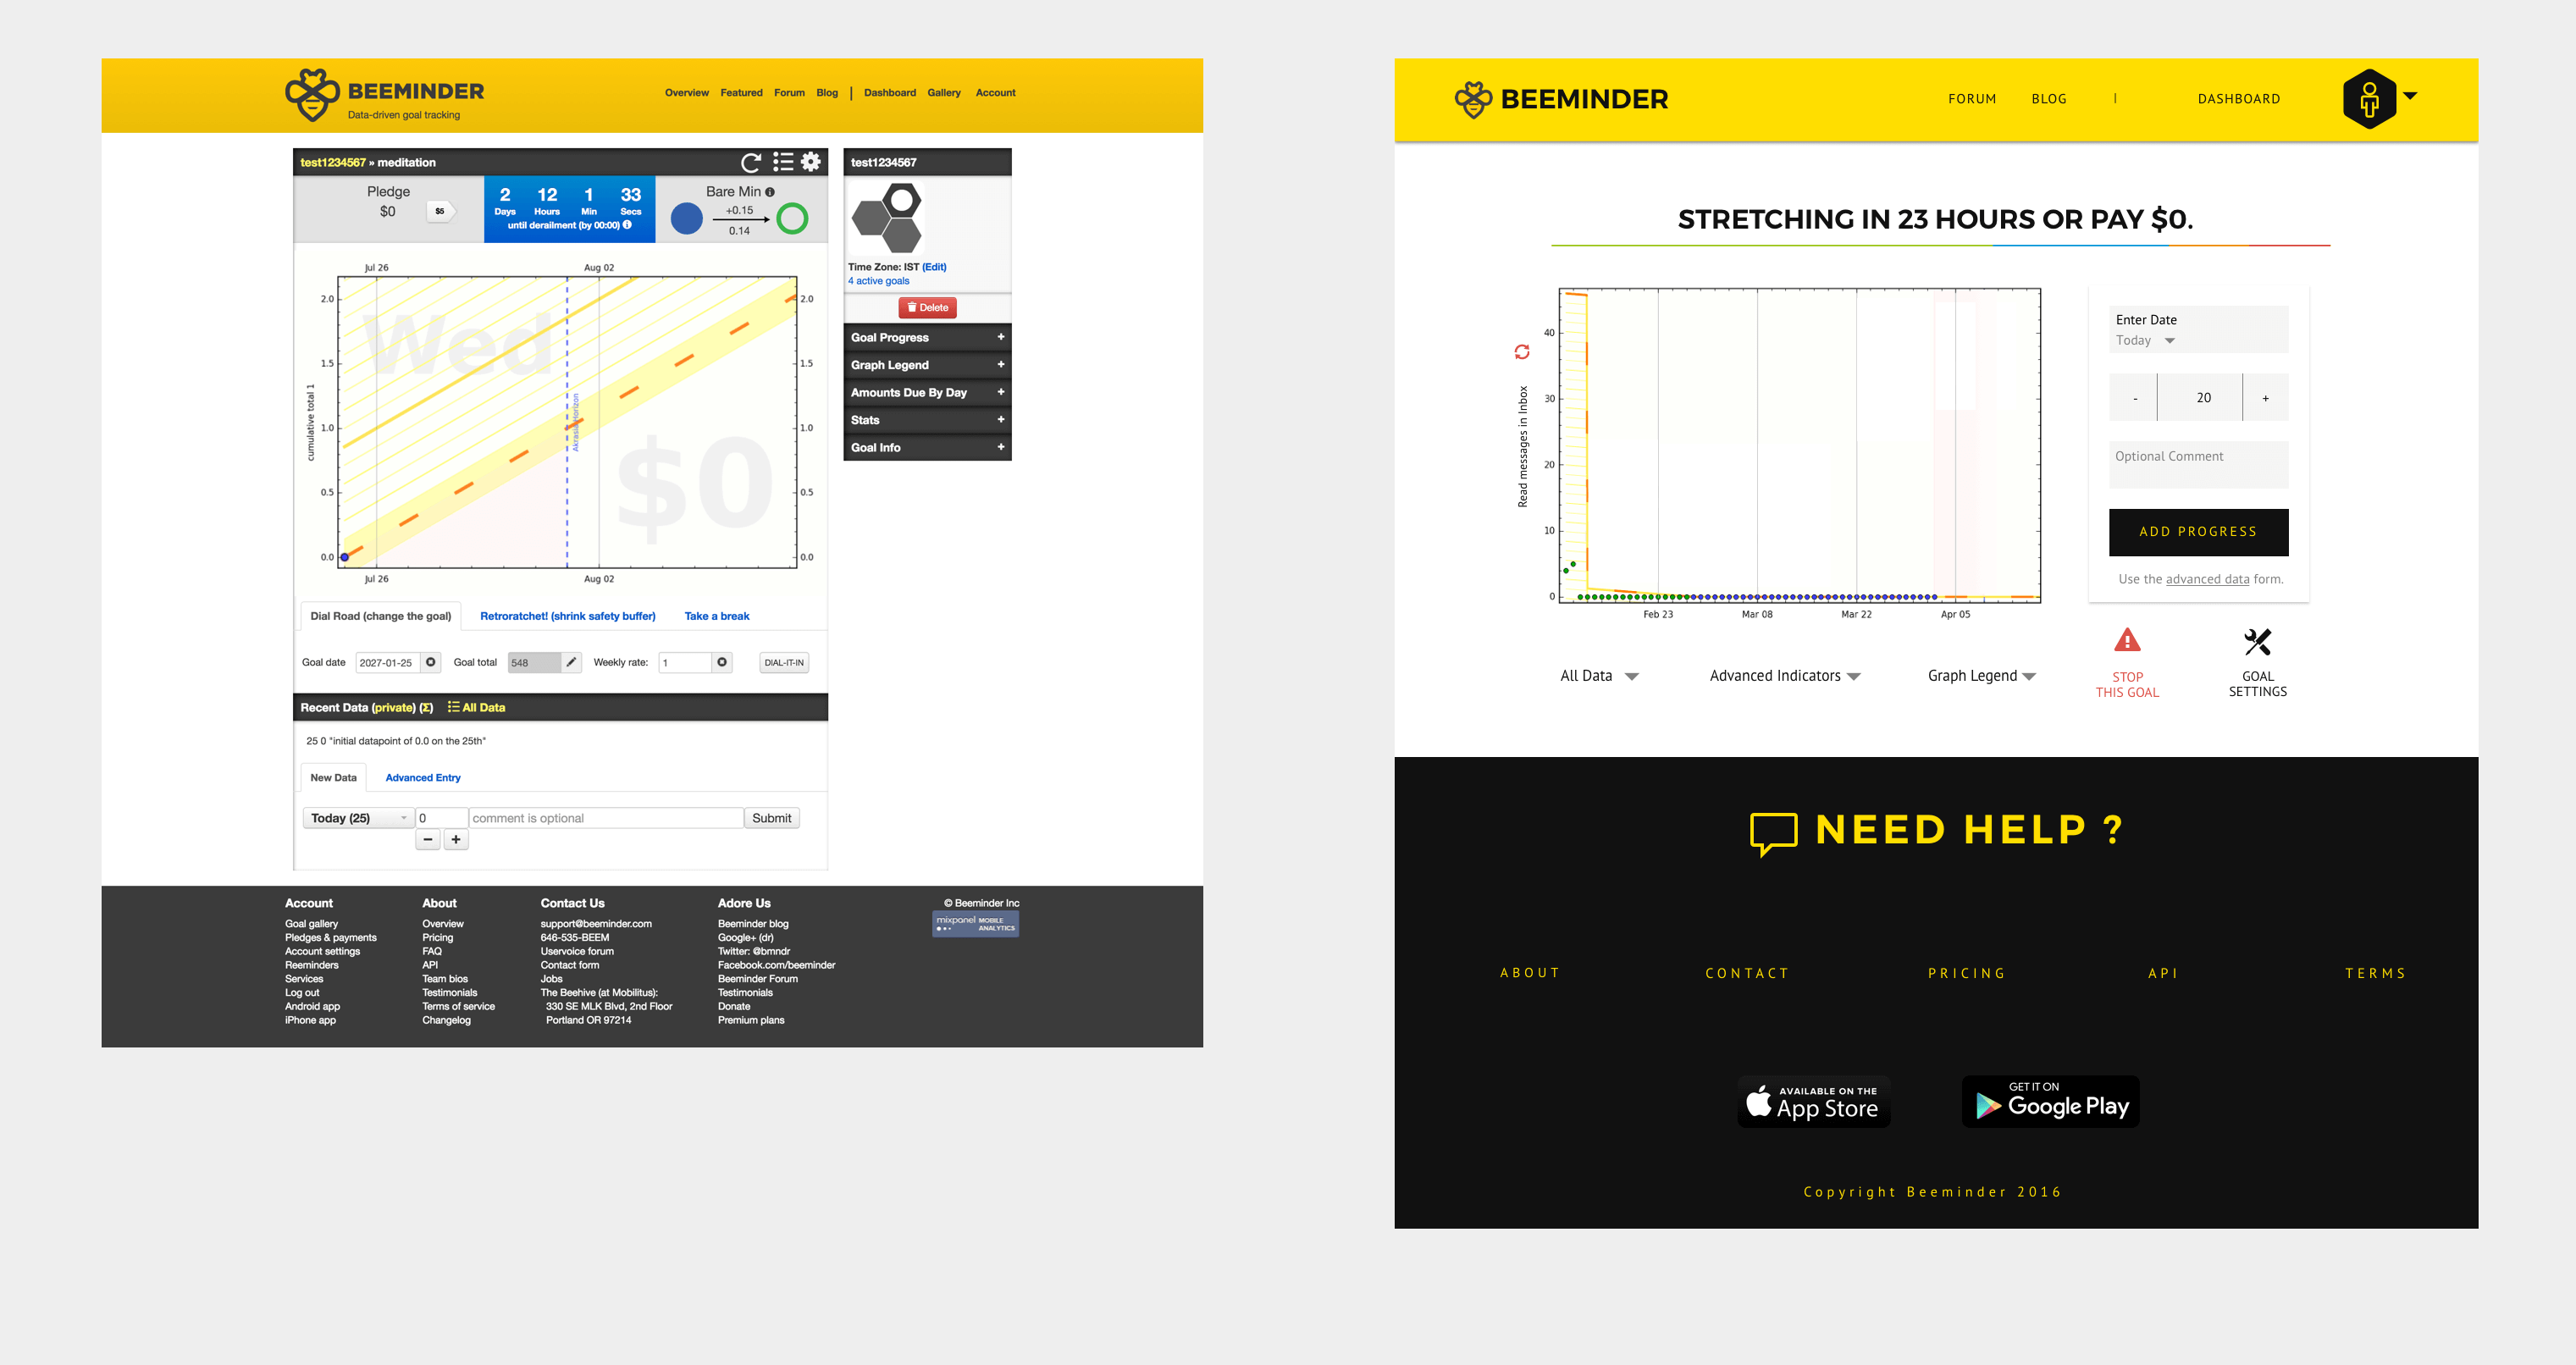 BEEMINDER
Data-driven goal tracking
Overview Featured Forum Blog | Dashboard Gallery Account
test1234567 » meditation
Pledge
$0
$5
2 12 1 33
Days Hours Min Secs
until derailment (by 00:00)
Bare Min
+0.15
0.14
Jul 26 Aug 02
2.0 2.0
1.5 1.5
1.0 1.0
0.5 0.5
0.0 0.0
cumulative total 1
Wed
$0
Akrasia Horizon
Jul 26 Aug 02
Dial Road (change the goal) Retroratchet! (shrink safety buffer) Take a break
Goal date 2027-01-25 Goal total 548 Weekly rate: 1 DIAL-IT-IN
Recent Data (private) (Σ) All Data
25 0 "initial datapoint of 0.0 on the 25th"
New Data Advanced Entry
Today (25) 0 comment is optional Submit
− +
test1234567
Time Zone: IST (Edit)
4 active goals
Delete
Goal Progress +
Graph Legend +
Amounts Due By Day +
Stats +
Goal Info +
Account
Goal gallery
Pledges & payments
Account settings
Reeminders
Services
Log out
Android app
iPhone app
About
Overview
Pricing
FAQ
API
Team bios
Testimonials
Terms of service
Changelog
Contact Us
support@beeminder.com
646-535-BEEM
Uservoice forum
Contact form
Jobs
The Beehive (at Mobilitus):
330 SE MLK Blvd, 2nd Floor
Portland OR 97214
Adore Us
Beeminder blog
Google+ (dr)
Twitter: @bmndr
Facebook.com/beeminder
Beeminder Forum
Testimonials
Donate
Premium plans
© Beeminder Inc
mixpanel MOBILE
ANALYTICS
BEEMINDER
FORUM BLOG | DASHBOARD
STRETCHING IN 23 HOURS OR PAY $0.
40
30
20
10
0
Read messages in Inbox
Feb 23 Mar 08 Mar 22 Apr 05
Enter Date
Today
- 20 +
Optional Comment
ADD PROGRESS
Use the advanced data form.
All Data Advanced Indicators Graph Legend
STOP
THIS GOAL
GOAL
SETTINGS
NEED HELP ?
ABOUT CONTACT PRICING API TERMS
AVAILABLE ON THE
App Store
GET IT ON
Google Play
Copyright Beeminder 2016